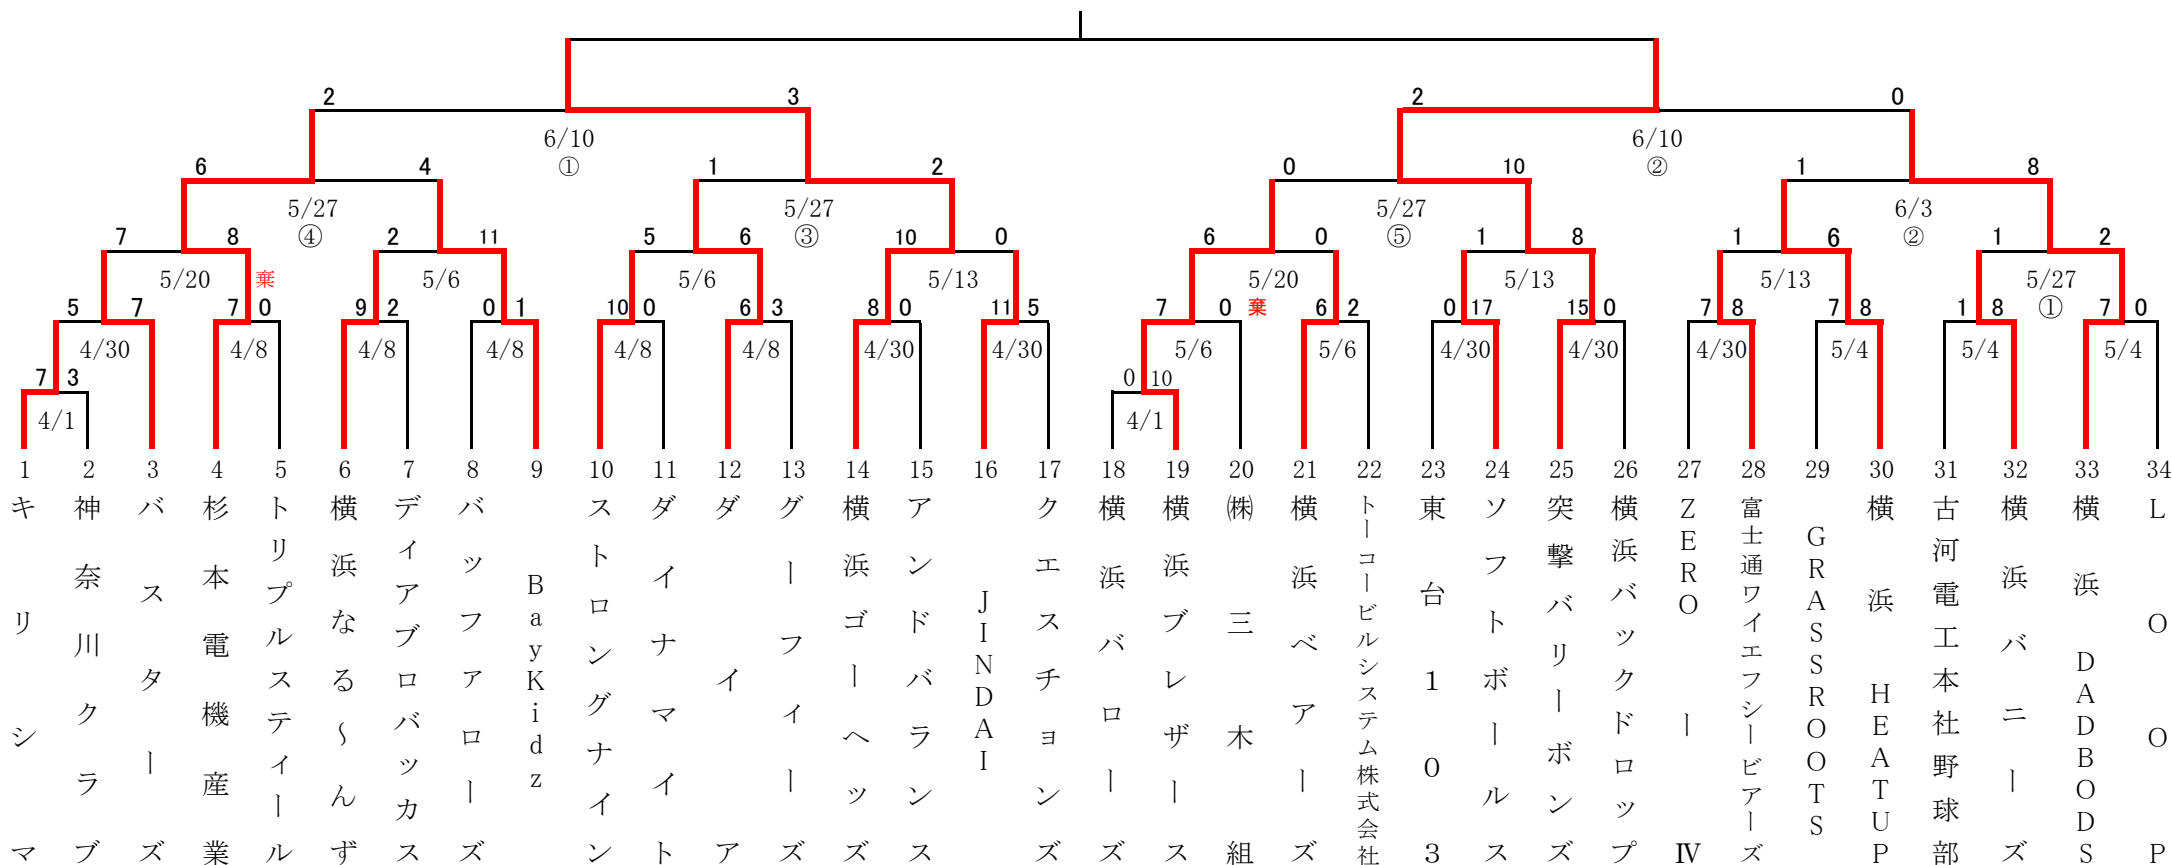 2 3 2 0
6/10 6/10
① ②
6 4 1 2 0 10 1 8
5/27 5/27 5/27 6/3
④ ③ ⑤ ②
7 8 2 11 5 6 10 0 6 0 1 8 1 6 1 2
5/20 棄 5/6 5/6 5/13 5/20 5/13 5/13 5/27
5 7 7 0 9 2 0 1 10 0 6 3 8 0 11 5 7 0 棄 6 2 0 17 15 0 7 8 7 8 1 8 ① 7 0
4/30 4/8 4/8 4/8 4/8 4/8 4/30 4/30 5/6 5/6 4/30 4/30 4/30 5/4 5/4 5/4
7 3 0 10
4/1 4/1
1 2 3 4 5 6 7 8 9 10 11 12 13 14 15 16 17 18 19 20 21 22 23 24 25 26 27 28 29 30 31 32 33 34
キリシマ
神奈川クラブ
バスターズ
杉本電機産業
トリプルスティール
横浜なる～んず
ディアブロバッカス
バッファローズ
BayKidz
ストロングナイン
ダイナマイト
ダイア
グーフィーズ
横浜ゴーヘッズ
アンドバランス
JINDAI
クエスチョンズ
横浜バローズ
横浜ブレザース
㈱三木組
横浜ベアーズ
トーコービルシステム株式会社
東台103
ソフトボールス
突撃バリーボンズ
横浜バックドロップ
ZEROーⅣ
富士通ワイエフシービアーズ
GRASSROOTS
横浜HEATUP
古河電工本社野球部
横浜バニーズ
横浜DADBODS
LOOP